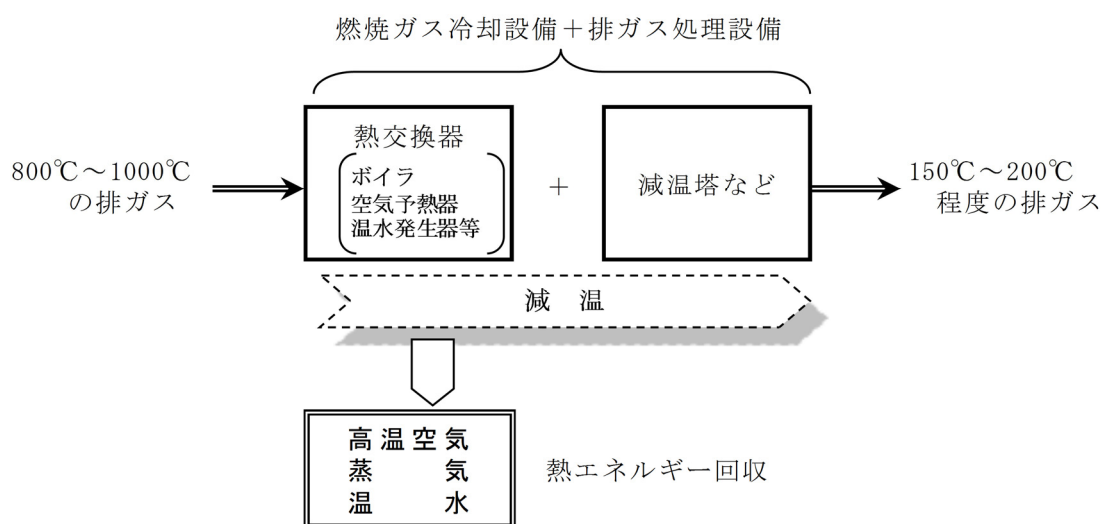 燃焼ガス冷却設備＋排ガス処理設備
800℃～1000℃
の排ガス
熱交換器
ボイラ
空気予熱器
温水発生器等
＋
減温塔など
150℃～200℃
程度の排ガス
減　温
高温空気
蒸　　気
温　　水
熱エネルギー回収